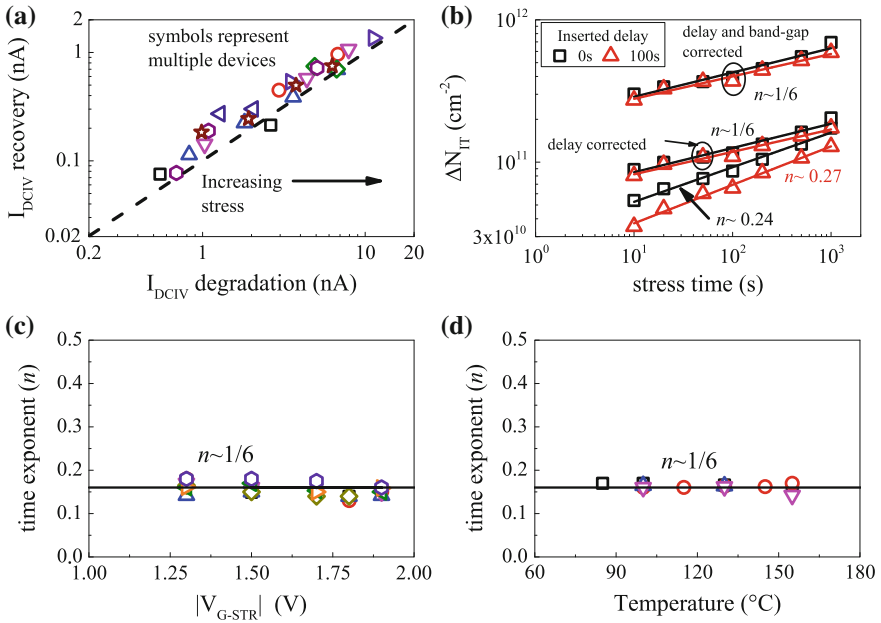 (a)
symbols represent
multiple devices
Increasing
stress
2
1
0.1
0.02
0.2
1
10
20
I_DCIV recovery (nA)
I_DCIV degradation (nA)
(b)
Inserted delay
0s
100s
delay and band-gap
corrected
n~1/6
n~1/6
delay corrected
n~ 0.27
n~ 0.24
10^12
10^11
3x10^10
10^0
10^1
10^2
10^3
ΔN_IT (cm^-2)
stress time (s)
(c)
n~1/6
0.5
0.4
0.3
0.2
0.1
0.0
1.00
1.25
1.50
1.75
2.00
time exponent (n)
|V_G-STR| (V)
(d)
n~1/6
0.5
0.4
0.3
0.2
0.1
0.0
60
90
120
150
180
time exponent (n)
Temperature (°C)